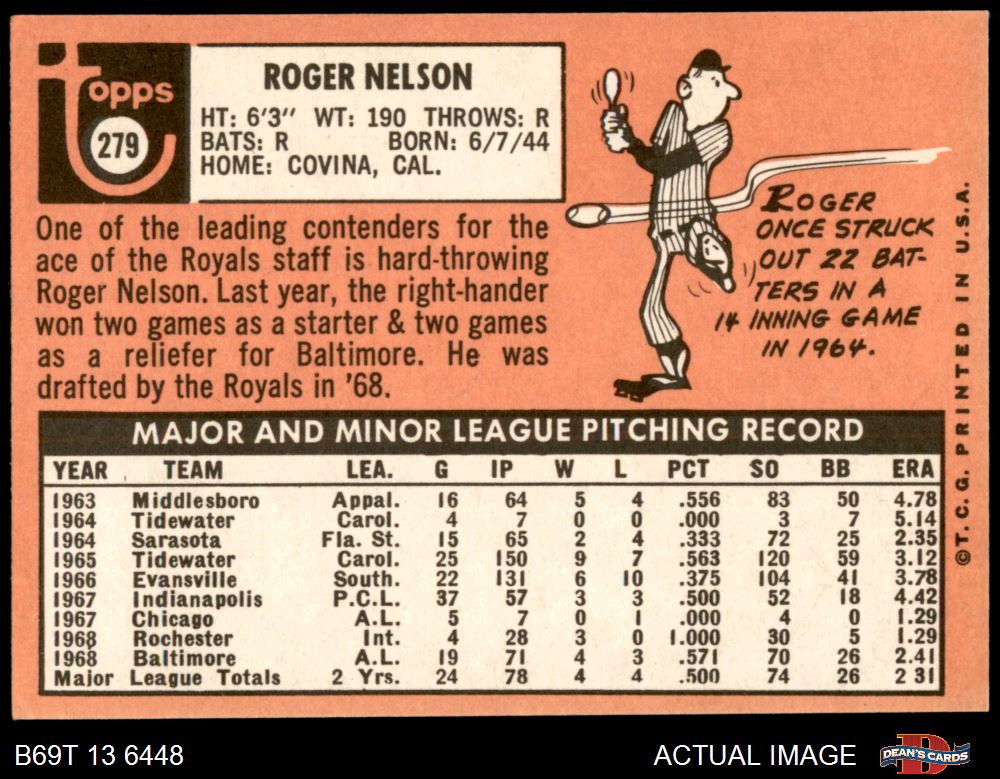 Topps
279
ROGER NELSON
HT: 6'3" WT: 190 THROWS: R
BATS: R BORN: 6/7/44
HOME: COVINA, CAL.
One of the leading contenders for the
ace of the Royals staff is hard-throwing
Roger Nelson. Last year, the right-hander
won two games as a starter & two games
as a reliefer for Baltimore. He was
drafted by the Royals in '68.
ROGER
ONCE STRUCK
OUT 22 BAT-
TERS IN A
14 INNING GAME
IN 1964.
MAJOR AND MINOR LEAGUE PITCHING RECORD
YEAR TEAM LEA. G IP W L PCT SO BB ERA
1963 Middlesboro Appal. 16 64 5 4 .556 83 50 4.78
1964 Tidewater Carol. 4 7 0 0 .000 3 7 5.14
1964 Sarasota Fla. St. 15 65 2 4 .333 72 25 2.35
1965 Tidewater Carol. 25 150 9 7 .563 120 59 3.12
1966 Evansville South. 22 131 6 10 .375 104 41 3.78
1967 Indianapolis P.C.L. 37 57 3 3 .500 52 18 4.42
1967 Chicago A.L. 5 7 0 1 .000 4 0 1.29
1968 Rochester Int. 4 28 3 0 1.000 30 5 1.29
1968 Baltimore A.L. 19 71 4 3 .571 70 26 2.41
Major League Totals 2 Yrs. 24 78 4 4 .500 74 26 2 31
©T.C.G. PRINTED IN U.S.A.
B69T 13 6448
ACTUAL IMAGE
DEAN'S CARDS